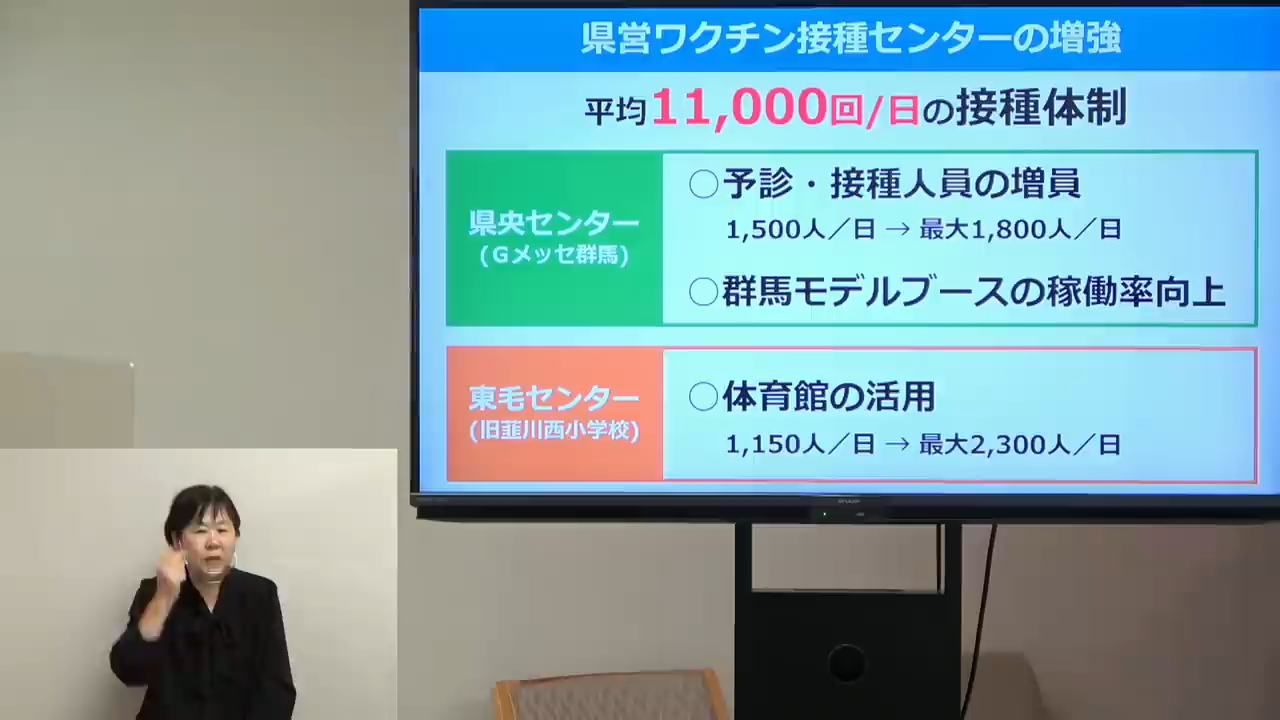 県営ワクチン接種センターの増強
平均11,000回/日の接種体制
県央センター
(Gメッセ群馬)
○予診・接種人員の増員
1,500人／日 → 最大1,800人／日
○群馬モデルブースの稼働率向上
東毛センター
(旧韮川西小学校)
○体育館の活用
1,150人／日 → 最大2,300人／日
SHARP